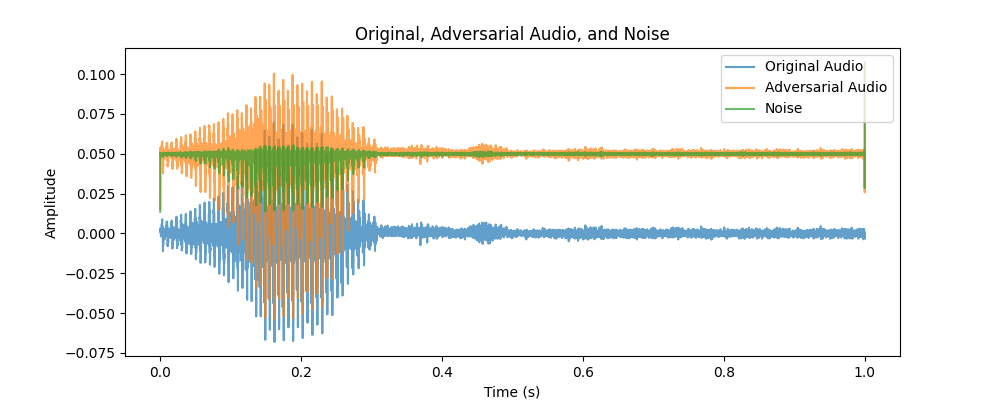 Original, Adversarial Audio, and Noise
Original Audio
Adversarial Audio
Noise
0.100
0.075
0.050
0.025
0.000
−0.025
−0.050
−0.075
Amplitude
0.0 0.2 0.4 0.6 0.8 1.0
Time (s)